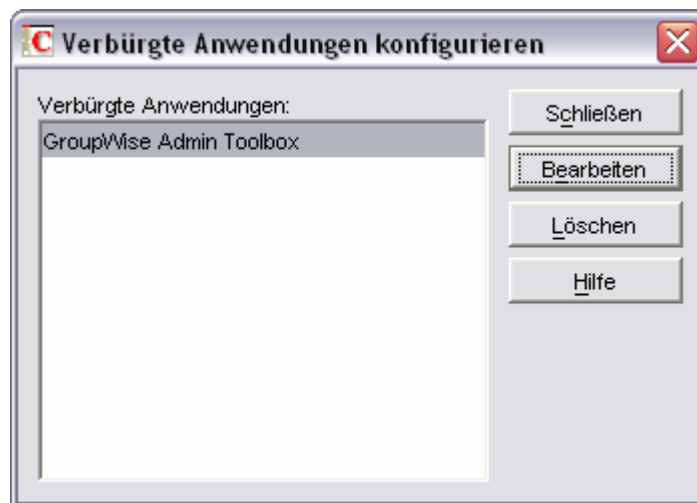 C Verbürgte Anwendungen konfigurieren
Verbürgte Anwendungen:
GroupWise Admin Toolbox
Schließen
Bearbeiten
Löschen
Hilfe